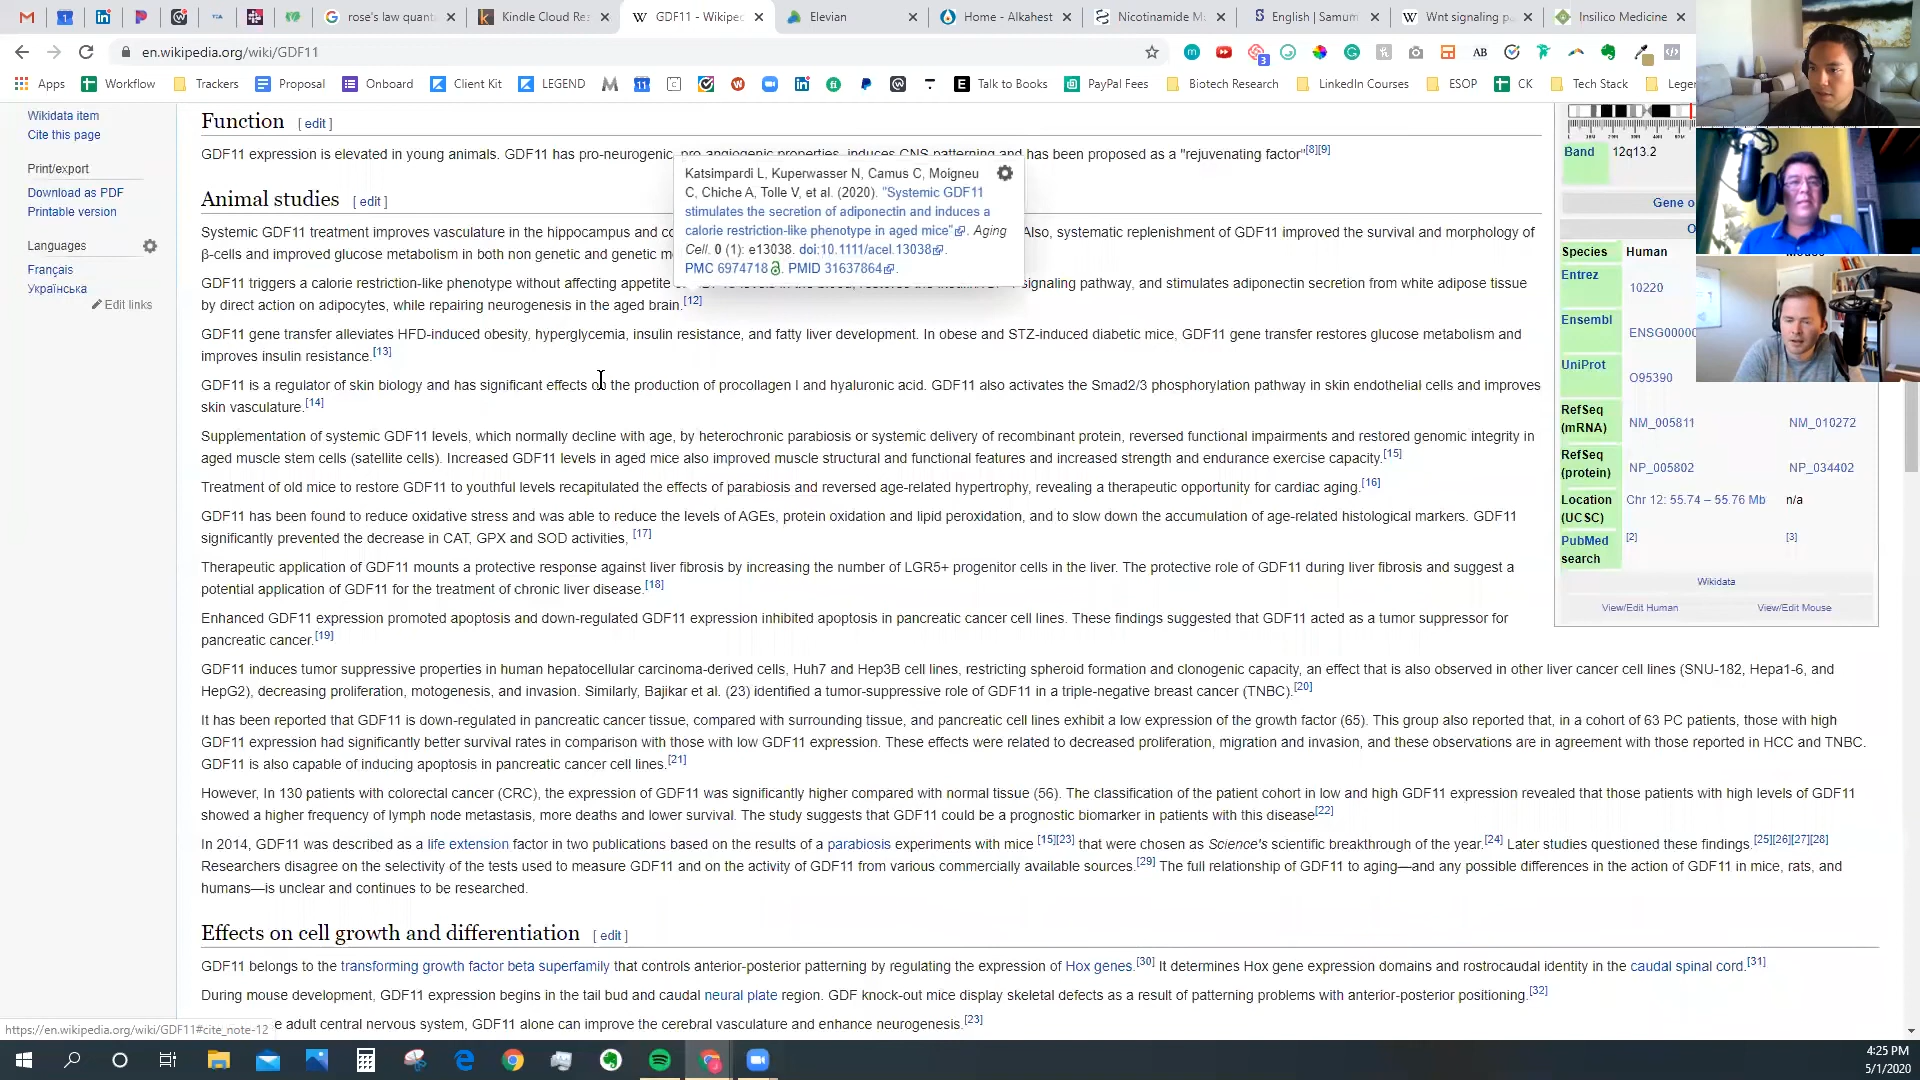 rose's law quant
Kindle Cloud Re
GDF11 - Wikiped
Elevian
Home - Alkahest
Nicotinamide M
English | Samum
Wnt signaling p
Insilico Medicine
en.wikipedia.org/wiki/GDF11
Apps
Workflow
Trackers
Proposal
Onboard
Client Kit
LEGEND
Talk to Books
PayPal Fees
Biotech Research
LinkedIn Courses
ESOP
CK
Tech Stack
Legen
Wikidata item
Cite this page
Print/export
Download as PDF
Printable version
Languages
Français
Українська
Edit links
Function [ edit ]
GDF11 expression is elevated in young animals. GDF11 has pro-neurogenic, pro-angiogenic properties, induces CNS patterning and has been proposed as a "rejuvenating factor"[8][9]
Animal studies [ edit ]
Systemic GDF11 treatment improves vasculature in the hippocampus and co Also, systematic replenishment of GDF11 improved the survival and morphology of
β-cells and improved glucose metabolism in both non genetic and genetic m
GDF11 triggers a calorie restriction-like phenotype without affecting appetite signaling pathway, and stimulates adiponectin secretion from white adipose tissue
by direct action on adipocytes, while repairing neurogenesis in the aged brain.[12]
Katsimpardi L, Kuperwasser N, Camus C, Moigneu
C, Chiche A, Tolle V, et al. (2020). "Systemic GDF11
stimulates the secretion of adiponectin and induces a
calorie restriction-like phenotype in aged mice". Aging
Cell. 0 (1): e13038. doi:10.1111/acel.13038.
PMC 6974718. PMID 31637864.
GDF11 gene transfer alleviates HFD-induced obesity, hyperglycemia, insulin resistance, and fatty liver development. In obese and STZ-induced diabetic mice, GDF11 gene transfer restores glucose metabolism and
improves insulin resistance.[13]
GDF11 is a regulator of skin biology and has significant effects on the production of procollagen I and hyaluronic acid. GDF11 also activates the Smad2/3 phosphorylation pathway in skin endothelial cells and improves
skin vasculature.[14]
Supplementation of systemic GDF11 levels, which normally decline with age, by heterochronic parabiosis or systemic delivery of recombinant protein, reversed functional impairments and restored genomic integrity in
aged muscle stem cells (satellite cells). Increased GDF11 levels in aged mice also improved muscle structural and functional features and increased strength and endurance exercise capacity.[15]
Treatment of old mice to restore GDF11 to youthful levels recapitulated the effects of parabiosis and reversed age-related hypertrophy, revealing a therapeutic opportunity for cardiac aging.[16]
GDF11 has been found to reduce oxidative stress and was able to reduce the levels of AGEs, protein oxidation and lipid peroxidation, and to slow down the accumulation of age-related histological markers. GDF11
significantly prevented the decrease in CAT, GPX and SOD activities, [17]
Therapeutic application of GDF11 mounts a protective response against liver fibrosis by increasing the number of LGR5+ progenitor cells in the liver. The protective role of GDF11 during liver fibrosis and suggest a
potential application of GDF11 for the treatment of chronic liver disease.[18]
Enhanced GDF11 expression promoted apoptosis and down-regulated GDF11 expression inhibited apoptosis in pancreatic cancer cell lines. These findings suggested that GDF11 acted as a tumor suppressor for
pancreatic cancer.[19]
GDF11 induces tumor suppressive properties in human hepatocellular carcinoma-derived cells, Huh7 and Hep3B cell lines, restricting spheroid formation and clonogenic capacity, an effect that is also observed in other liver cancer cell lines (SNU-182, Hepa1-6, and
HepG2), decreasing proliferation, motogenesis, and invasion. Similarly, Bajikar et al. (23) identified a tumor-suppressive role of GDF11 in a triple-negative breast cancer (TNBC).[20]
It has been reported that GDF11 is down-regulated in pancreatic cancer tissue, compared with surrounding tissue, and pancreatic cell lines exhibit a low expression of the growth factor (65). This group also reported that, in a cohort of 63 PC patients, those with high
GDF11 expression had significantly better survival rates in comparison with those with low GDF11 expression. These effects were related to decreased proliferation, migration and invasion, and these observations are in agreement with those reported in HCC and TNBC.
GDF11 is also capable of inducing apoptosis in pancreatic cancer cell lines.[21]
However, In 130 patients with colorectal cancer (CRC), the expression of GDF11 was significantly higher compared with normal tissue (56). The classification of the patient cohort in low and high GDF11 expression revealed that those patients with high levels of GDF11
showed a higher frequency of lymph node metastasis, more deaths and lower survival. The study suggests that GDF11 could be a prognostic biomarker in patients with this disease[22]
In 2014, GDF11 was described as a life extension factor in two publications based on the results of a parabiosis experiments with mice [15][23] that were chosen as Science's scientific breakthrough of the year.[24] Later studies questioned these findings.[25][26][27][28]
Researchers disagree on the selectivity of the tests used to measure GDF11 and on the activity of GDF11 from various commercially available sources.[29] The full relationship of GDF11 to aging—and any possible differences in the action of GDF11 in mice, rats, and
humans—is unclear and continues to be researched.
Effects on cell growth and differentiation [ edit ]
GDF11 belongs to the transforming growth factor beta superfamily that controls anterior-posterior patterning by regulating the expression of Hox genes.[30] It determines Hox gene expression domains and rostrocaudal identity in the caudal spinal cord.[31]
During mouse development, GDF11 expression begins in the tail bud and caudal neural plate region. GDF knock-out mice display skeletal defects as a result of patterning problems with anterior-posterior positioning.[32]
e adult central nervous system, GDF11 alone can improve the cerebral vasculature and enhance neurogenesis.[23]
https://en.wikipedia.org/wiki/GDF11#cite_note-12
Band 12q13.2
Gene o
O
Species Human
Entrez 10220
Ensembl ENSG00000
UniProt O95390
RefSeq (mRNA) NM_005811 NM_010272
RefSeq (protein) NP_005802 NP_034402
Location (UCSC) Chr 12: 55.74 – 55.76 Mb n/a
PubMed search [2] [3]
Wikidata
View/Edit Human View/Edit Mouse
4:25 PM
5/1/2020